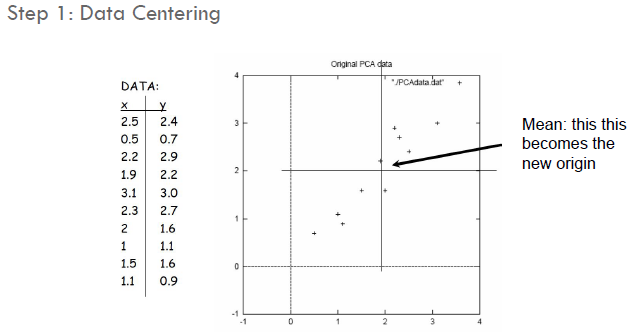 Step 1: Data Centering
DATA:
x y
2.5 2.4
0.5 0.7
2.2 2.9
1.9 2.2
3.1 3.0
2.3 2.7
2 1.6
1 1.1
1.5 1.6
1.1 0.9
Original PCA data
"./PCAdata.dat"
4
3
2
1
0
-1
-1 0 1 2 3 4
Mean: this this
becomes the
new origin